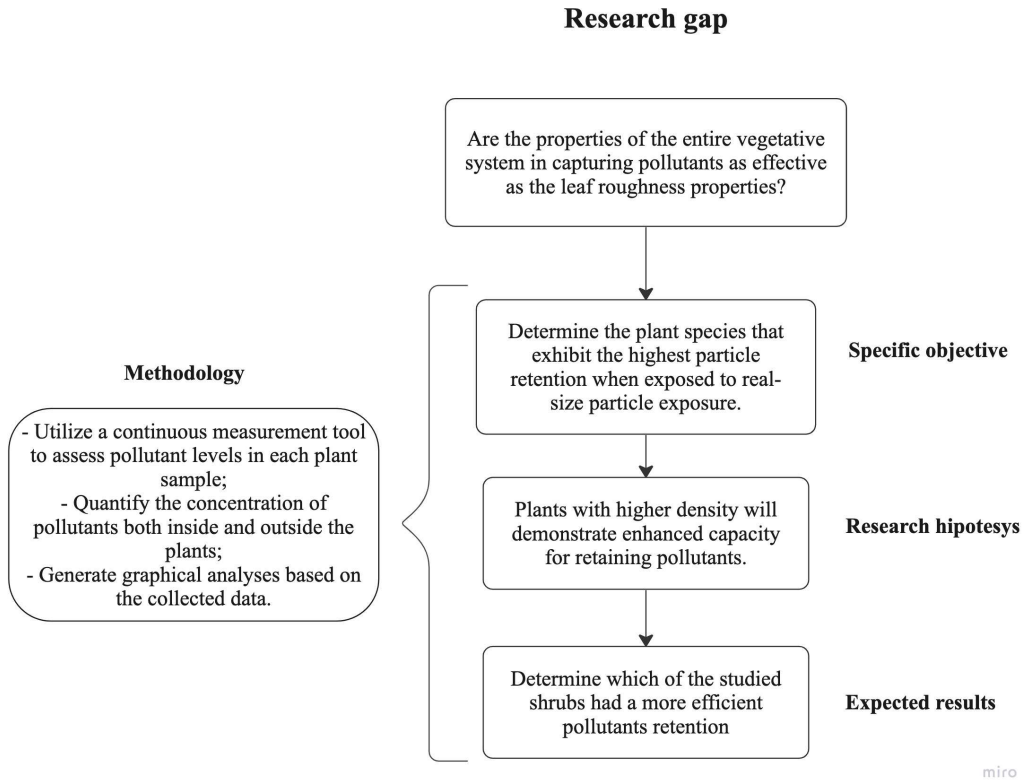 Research gap
Are the properties of the entire vegetative
system in capturing pollutants as effective
as the leaf roughness properties?
Determine the plant species that
exhibit the highest particle
retention when exposed to real-
size particle exposure.
Specific objective
Methodology
- Utilize a continuous measurement tool
to assess pollutant levels in each plant
sample;
- Quantify the concentration of
pollutants both inside and outside the
plants;
- Generate graphical analyses based on
the collected data.
Plants with higher density will
demonstrate enhanced capacity
for retaining pollutants.
Research hipotesys
Determine which of the studied
shrubs had a more efficient
pollutants retention
Expected results
miro